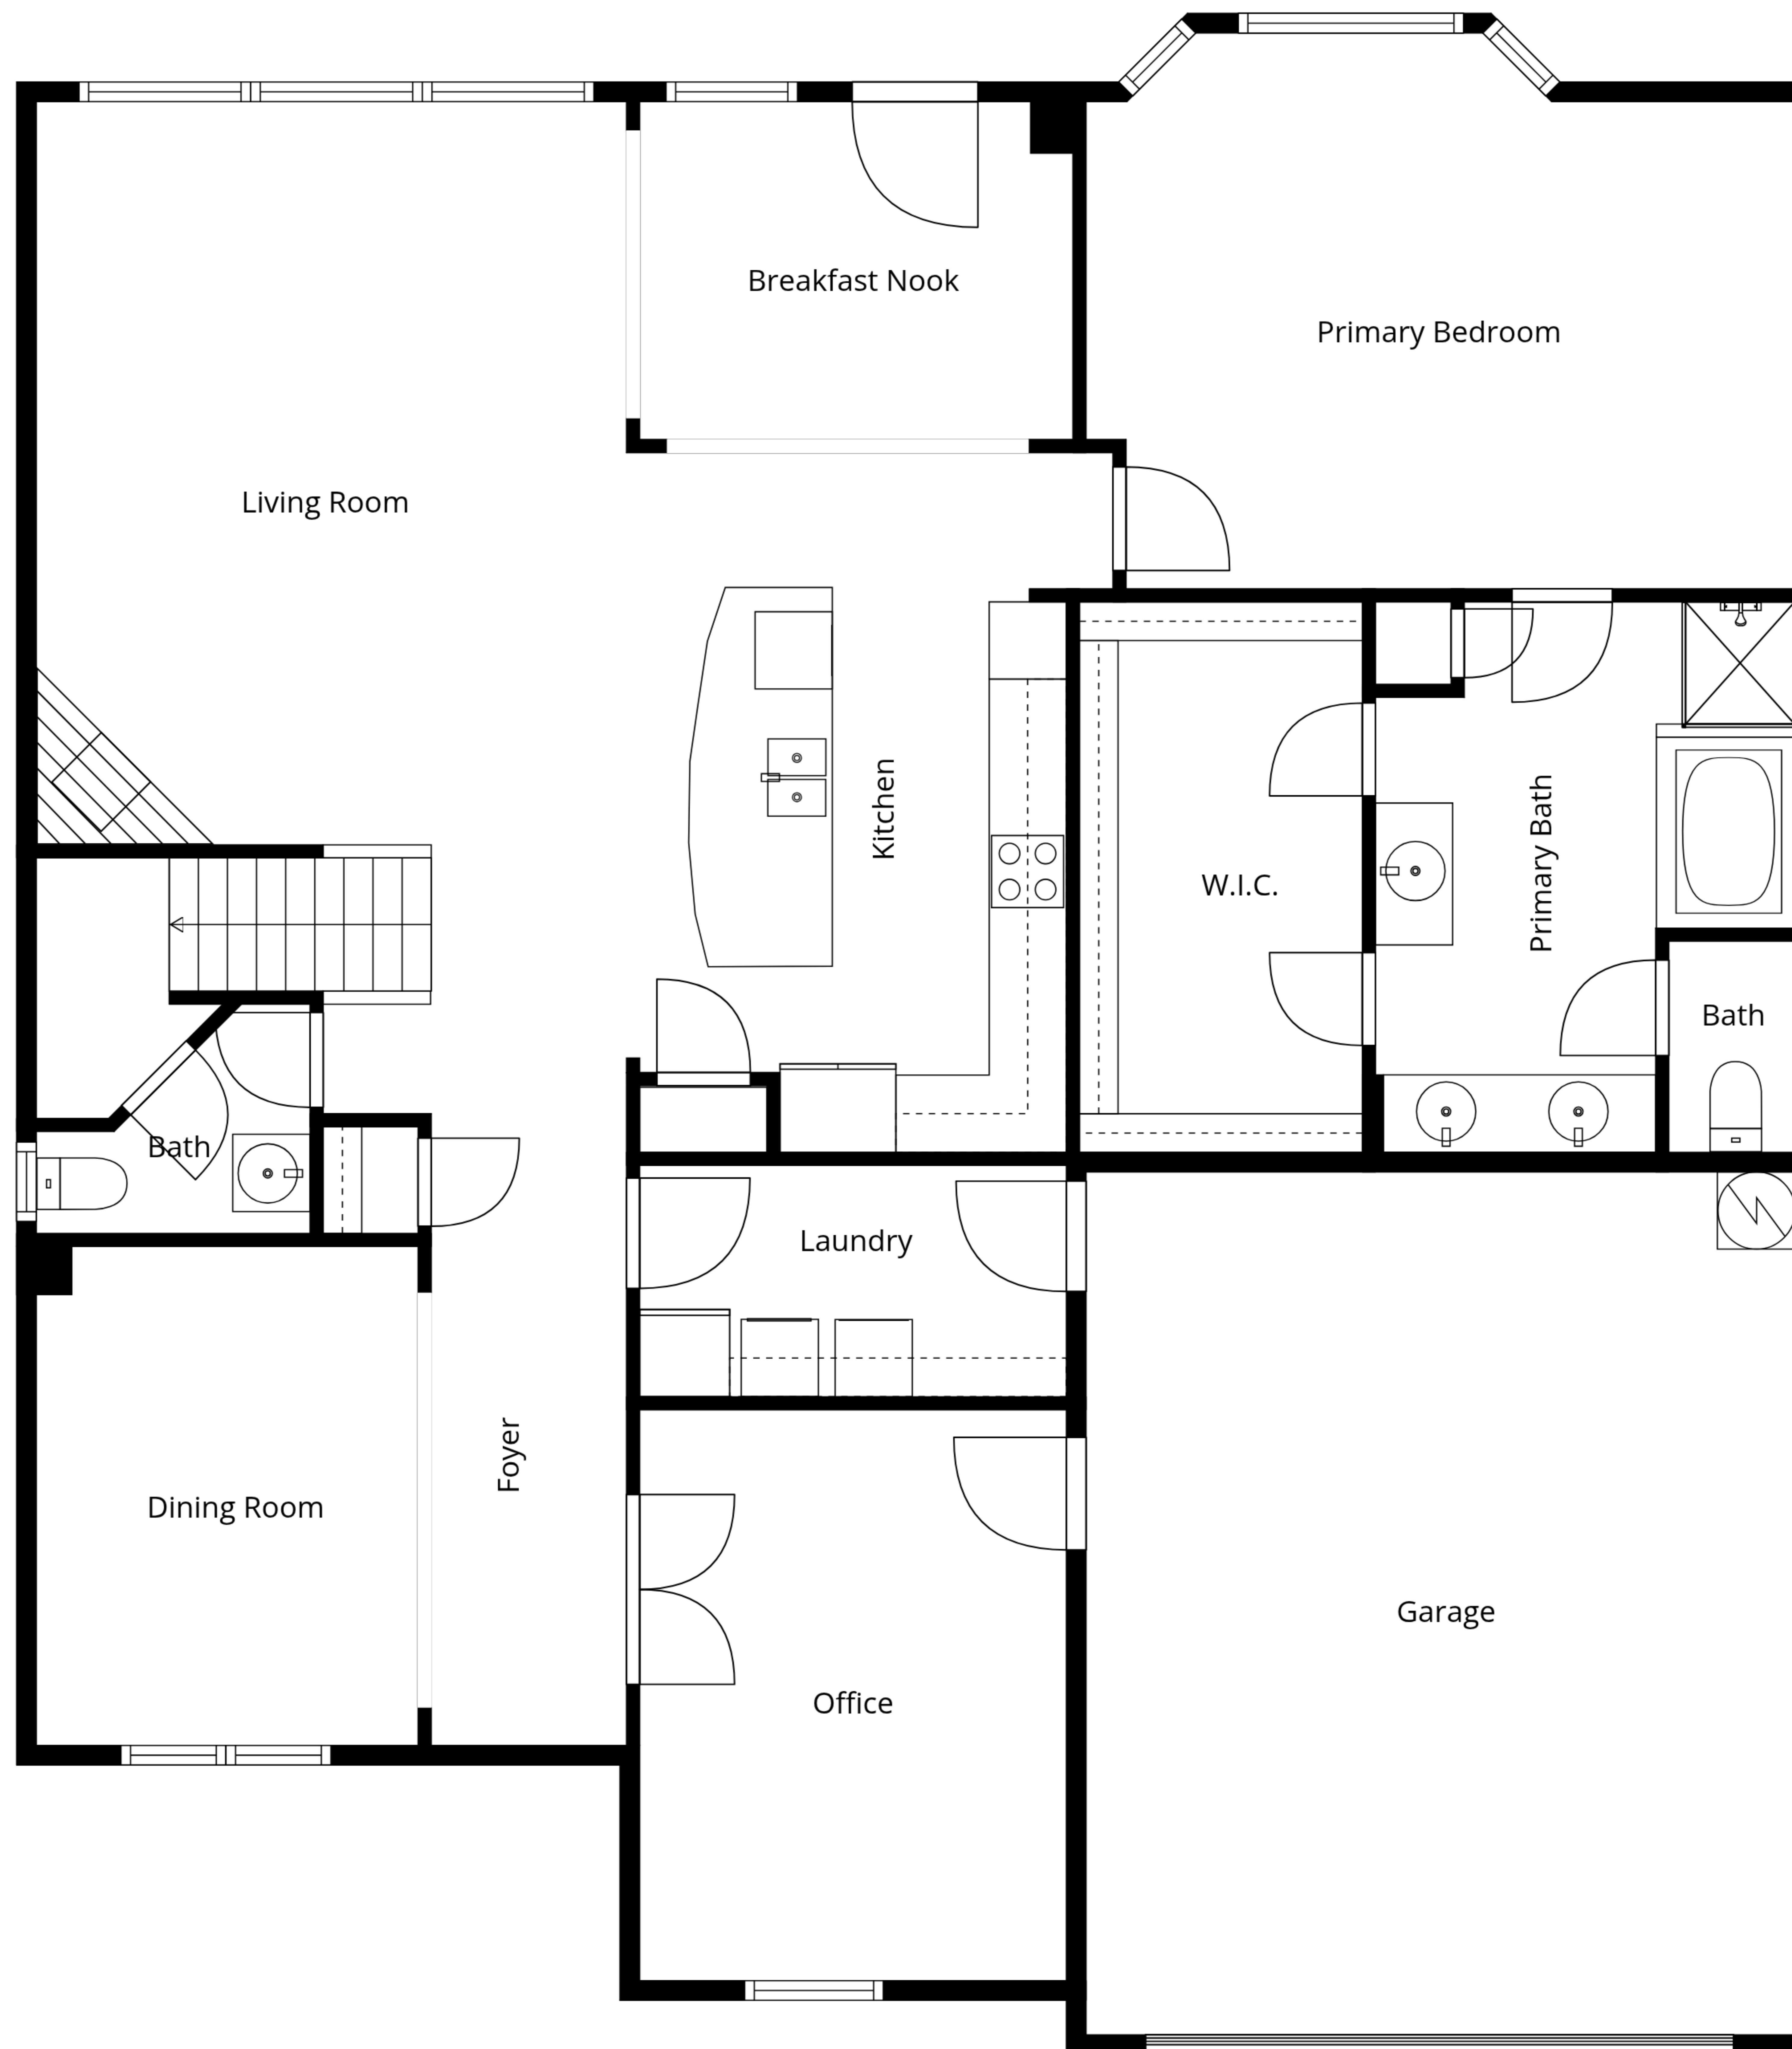 Breakfast Nook
Primary Bedroom
Living Room
Kitchen
Primary Bath
W.I.C.
Bath
Bath
Laundry
Foyer
Dining Room
Garage
Office